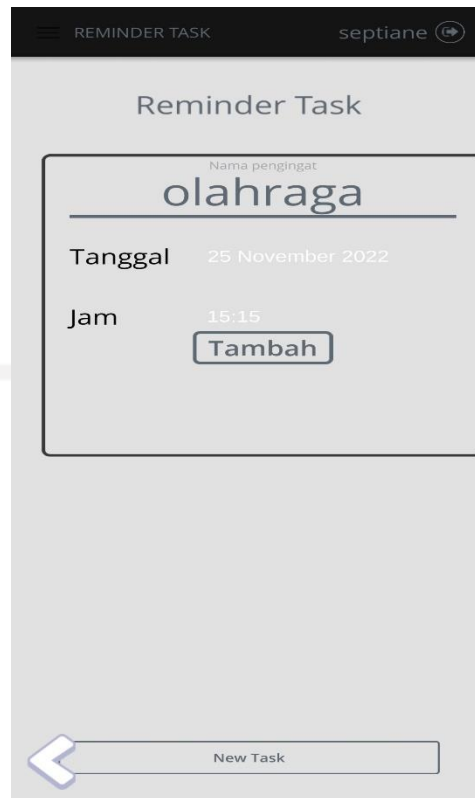 REMINDER TASK septiane
Reminder Task
Nama pengingat
olahraga
Tanggal 25 November 2022
Jam 15:15
Tambah
New Task